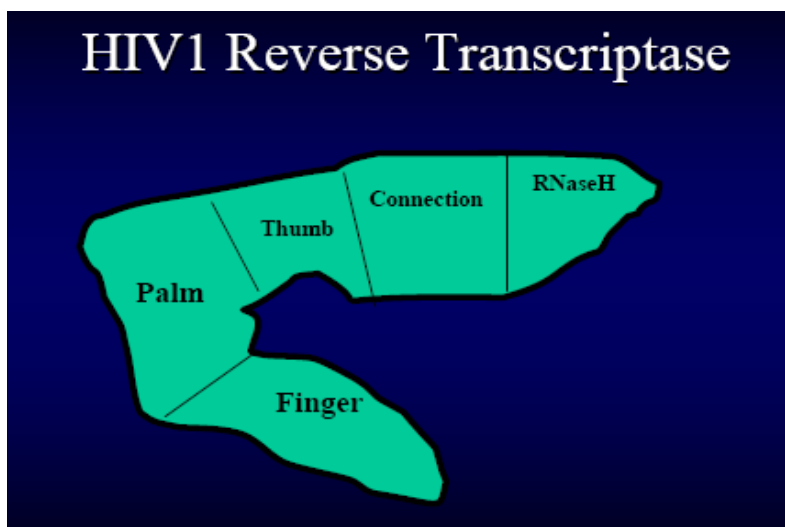 HIV1 Reverse Transcriptase
RNaseH
Connection
Thumb
Palm
Finger